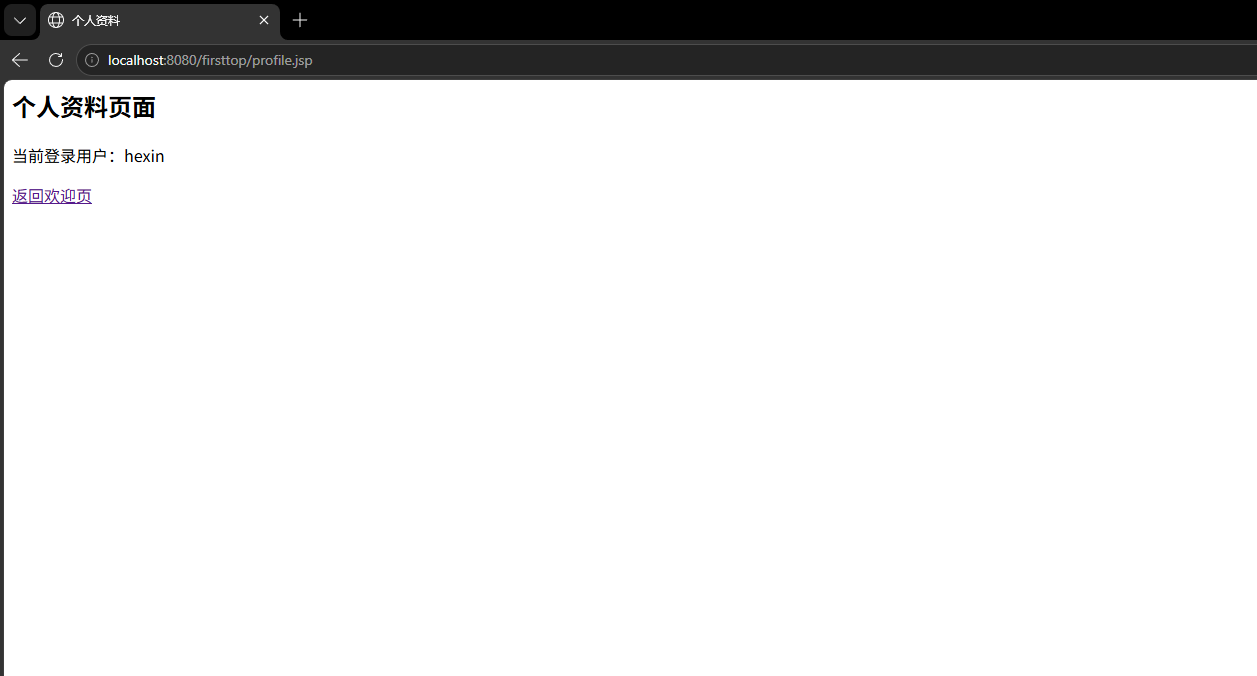 个人资料
localhost:8080/firsttop/profile.jsp
个人资料页面
当前登录用户：hexin
返回欢迎页